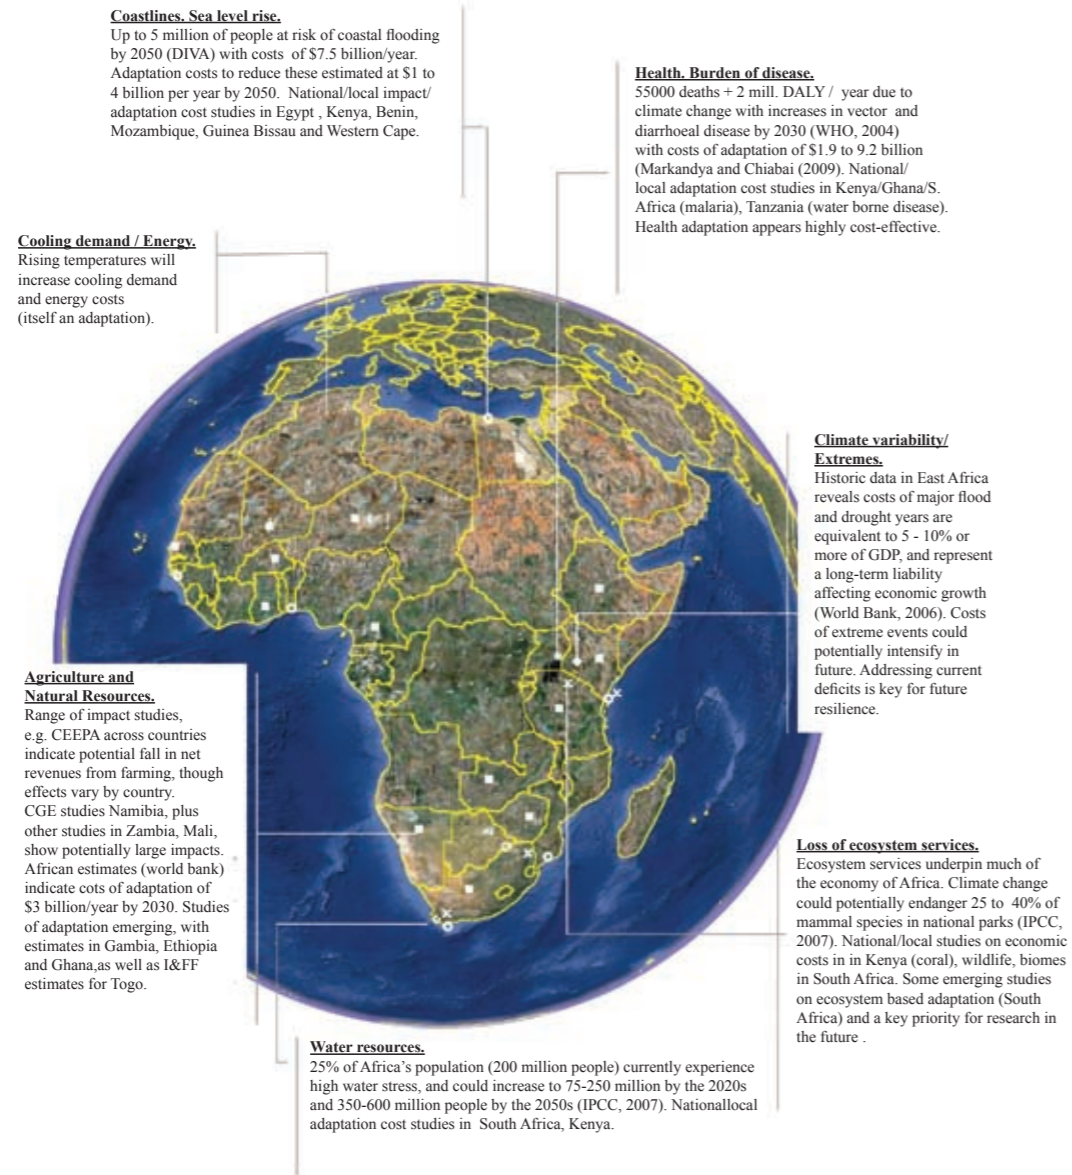 Coastlines. Sea level rise.
Up to 5 million of people at risk of coastal flooding
by 2050 (DIVA) with costs of $7.5 billion/year.
Adaptation costs to reduce these estimated at $1 to
4 billion per year by 2050. National/local impact/
adaptation cost studies in Egypt , Kenya, Benin,
Mozambique, Guinea Bissau and Western Cape.
Health. Burden of disease.
55000 deaths + 2 mill. DALY / year due to
climate change with increases in vector and
diarrhoeal disease by 2030 (WHO, 2004)
with costs of adaptation of $1.9 to 9.2 billion
(Markandya and Chiabai (2009). National/
local adaptation cost studies in Kenya/Ghana/S.
Africa (malaria), Tanzania (water borne disease).
Health adaptation appears highly cost-effective.
Cooling demand / Energy.
Rising temperatures will
increase cooling demand
and energy costs
(itself an adaptation).
Climate variability/
Extremes.
Historic data in East Africa
reveals costs of major flood
and drought years are
equivalent to 5 - 10% or
more of GDP, and represent
a long-term liability
affecting economic growth
(World Bank, 2006). Costs
of extreme events could
potentially intensify in
future. Addressing current
deficits is key for future
resilience.
Agriculture and
Natural Resources.
Range of impact studies,
e.g. CEEPA across countries
indicate potential fall in net
revenues from farming, though
effects vary by country.
CGE studies Namibia, plus
other studies in Zambia, Mali,
show potentially large impacts.
African estimates (world bank)
indicate cots of adaptation of
$3 billion/year by 2030. Studies
of adaptation emerging, with
estimates in Gambia, Ethiopia
and Ghana,as well as I&FF
estimates for Togo.
Loss of ecosystem services.
Ecosystem services underpin much of
the economy of Africa. Climate change
could potentially endanger 25 to 40% of
mammal species in national parks (IPCC,
2007). National/local studies on economic
costs in in Kenya (coral), wildlife, biomes
in South Africa. Some emerging studies
on ecosystem based adaptation (South
Africa) and a key priority for research in
the future .
Water resources.
25% of Africa's population (200 million people) currently experience
high water stress, and could increase to 75-250 million by the 2020s
and 350-600 million people by the 2050s (IPCC, 2007). Nationallocal
adaptation cost studies in South Africa, Kenya.